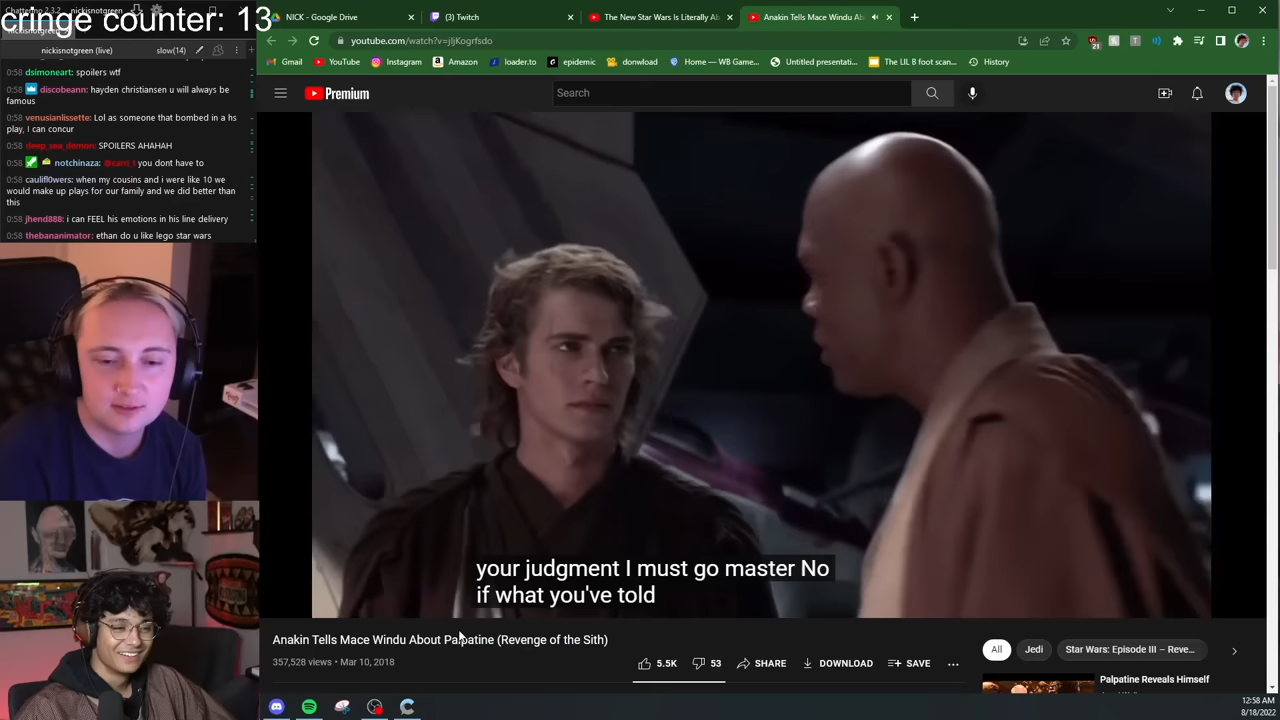 cringe counter: 13
Chatterino 2.3.2
nickisnotgreen (live)
slow(14)
0:58 dsimoneart: spoilers wtf
0:58 discobeann: hayden christiansen u will always be
famous
0:58 venusianlissette: Lol as someone that bombed in a hs
play, I can concur
0:58 deep_sea_demon: SPOILERS AHAHAH
0:58 notchinaza: @sarri_l you dont have to
0:58 caulifl0wers: when my cousins and i were like 10 we
would make up plays for our family and we did better than
this
0:58 jhend888: i can FEEL his emotions in his line delivery
0:58 thebananimator: ethan do u like lego star wars
NICK - Google Drive
(3) Twitch
The New Star Wars Is Literally Ab
Anakin Tells Mace Windu Ab
youtube.com/watch?v=jIjKogrfsdo
21
Gmail
YouTube
Instagram
Amazon
loader.to
epidemic
donwload
Home — WB Game...
Untitled presentati...
The LIL B foot scan...
History
Premium
Search
your judgment I must go master No
if what you've told
Anakin Tells Mace Windu About Palpatine (Revenge of the Sith)
357,528 views • Mar 10, 2018
5.5K
53
SHARE
DOWNLOAD
SAVE
All
Jedi
Star Wars: Episode III – Reve...
Palpatine Reveals Himself
12:58 AM
8/18/2022